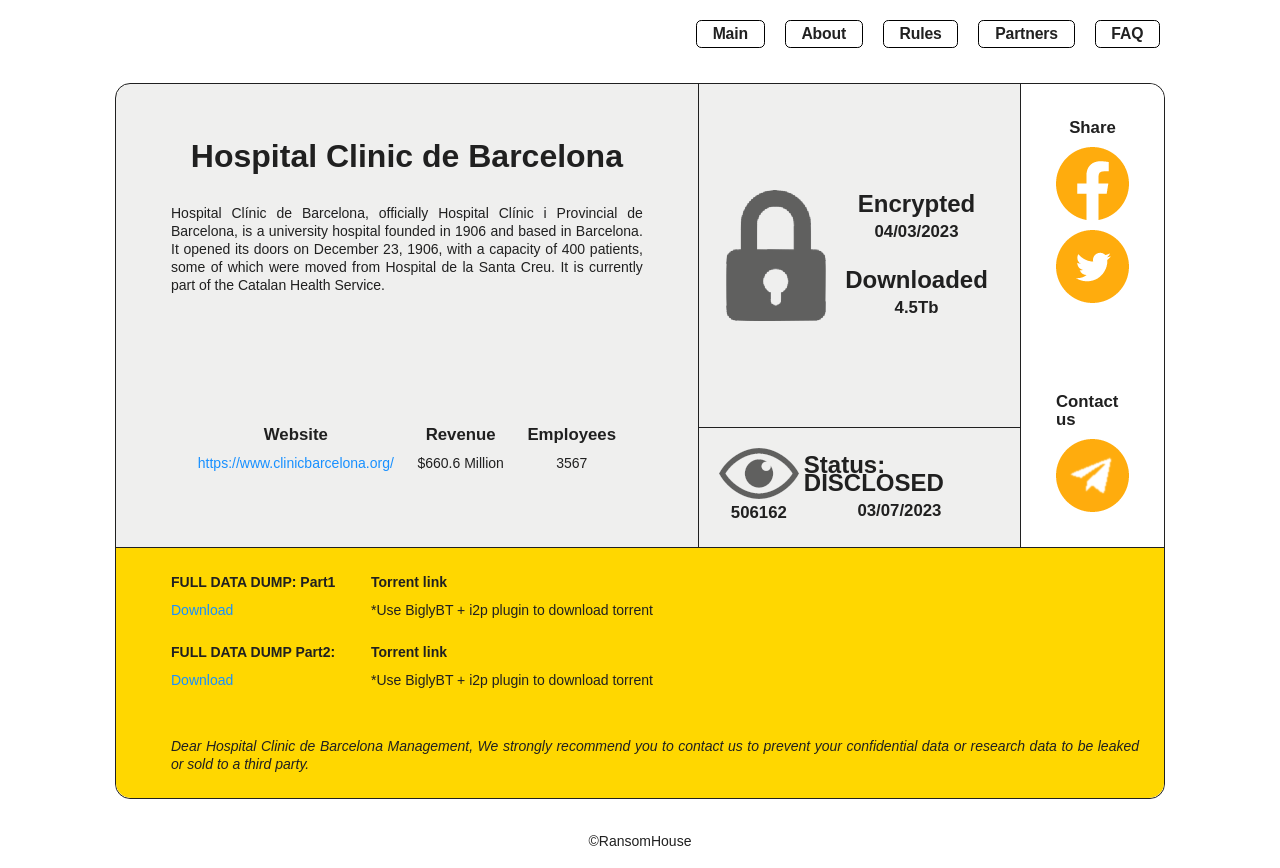 Main About Rules Partners FAQ
Hospital Clinic de Barcelona
Hospital Clínic de Barcelona, officially Hospital Clínic i Provincial de
Barcelona, is a university hospital founded in 1906 and based in Barcelona.
It opened its doors on December 23, 1906, with a capacity of 400 patients,
some of which were moved from Hospital de la Santa Creu. It is currently
part of the Catalan Health Service.
Website Revenue Employees
https://www.clinicbarcelona.org/ $660.6 Million 3567
Encrypted
04/03/2023
Downloaded
4.5Tb
Status:
DISCLOSED
506162 03/07/2023
Share
Contact
us
FULL DATA DUMP: Part1 Torrent link
Download *Use BiglyBT + i2p plugin to download torrent
FULL DATA DUMP Part2: Torrent link
Download *Use BiglyBT + i2p plugin to download torrent
Dear Hospital Clinic de Barcelona Management, We strongly recommend you to contact us to prevent your confidential data or research data to be leaked
or sold to a third party.
©RansomHouse